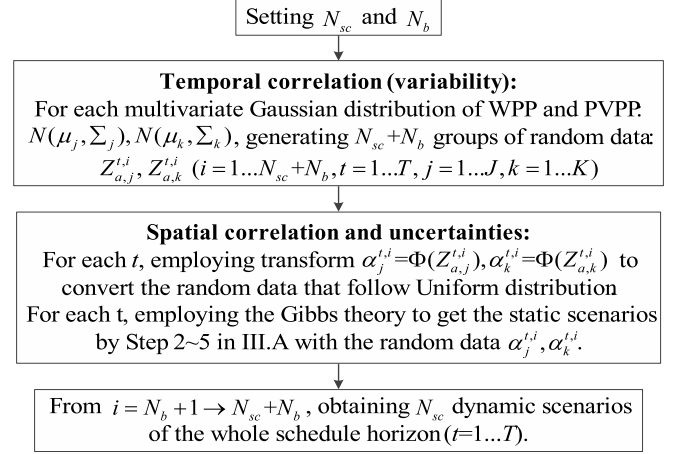 Setting N_sc and N_b
Temporal correlation (variability):
For each multivariate Gaussian distribution of WPP and PVPP:
N(μ_j,Σ_j), N(μ_k,Σ_k), generating N_sc+N_b groups of random data:
Z_{a,j}^{t,i}, Z_{a,k}^{t,i} (i=1...N_sc+N_b, t=1...T, j=1...J, k=1...K)
Spatial correlation and uncertainties:
For each t, employing transform α_j^{t,i}=Φ(Z_{a,j}^{t,i}), α_k^{t,i}=Φ(Z_{a,k}^{t,i}) to
convert the random data that follow Uniform distribution.
For each t, employing the Gibbs theory to get the static scenarios
by Step 2~5 in III.A with the random data α_j^{t,i}, α_k^{t,i}.
From i=N_b+1→N_sc+N_b, obtaining N_sc dynamic scenarios
of the whole schedule horizon (t=1...T).